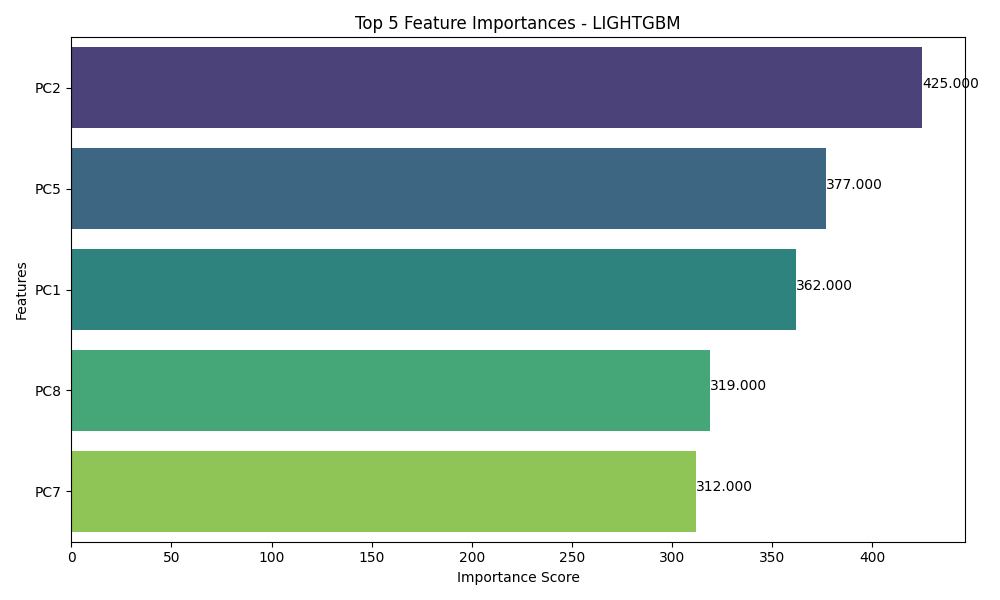 Top 5 Feature Importances - LIGHTGBM
PC2
425.000
PC5
377.000
PC1
362.000
PC8
319.000
PC7
312.000
Features
0 50 100 150 200 250 300 350 400
Importance Score